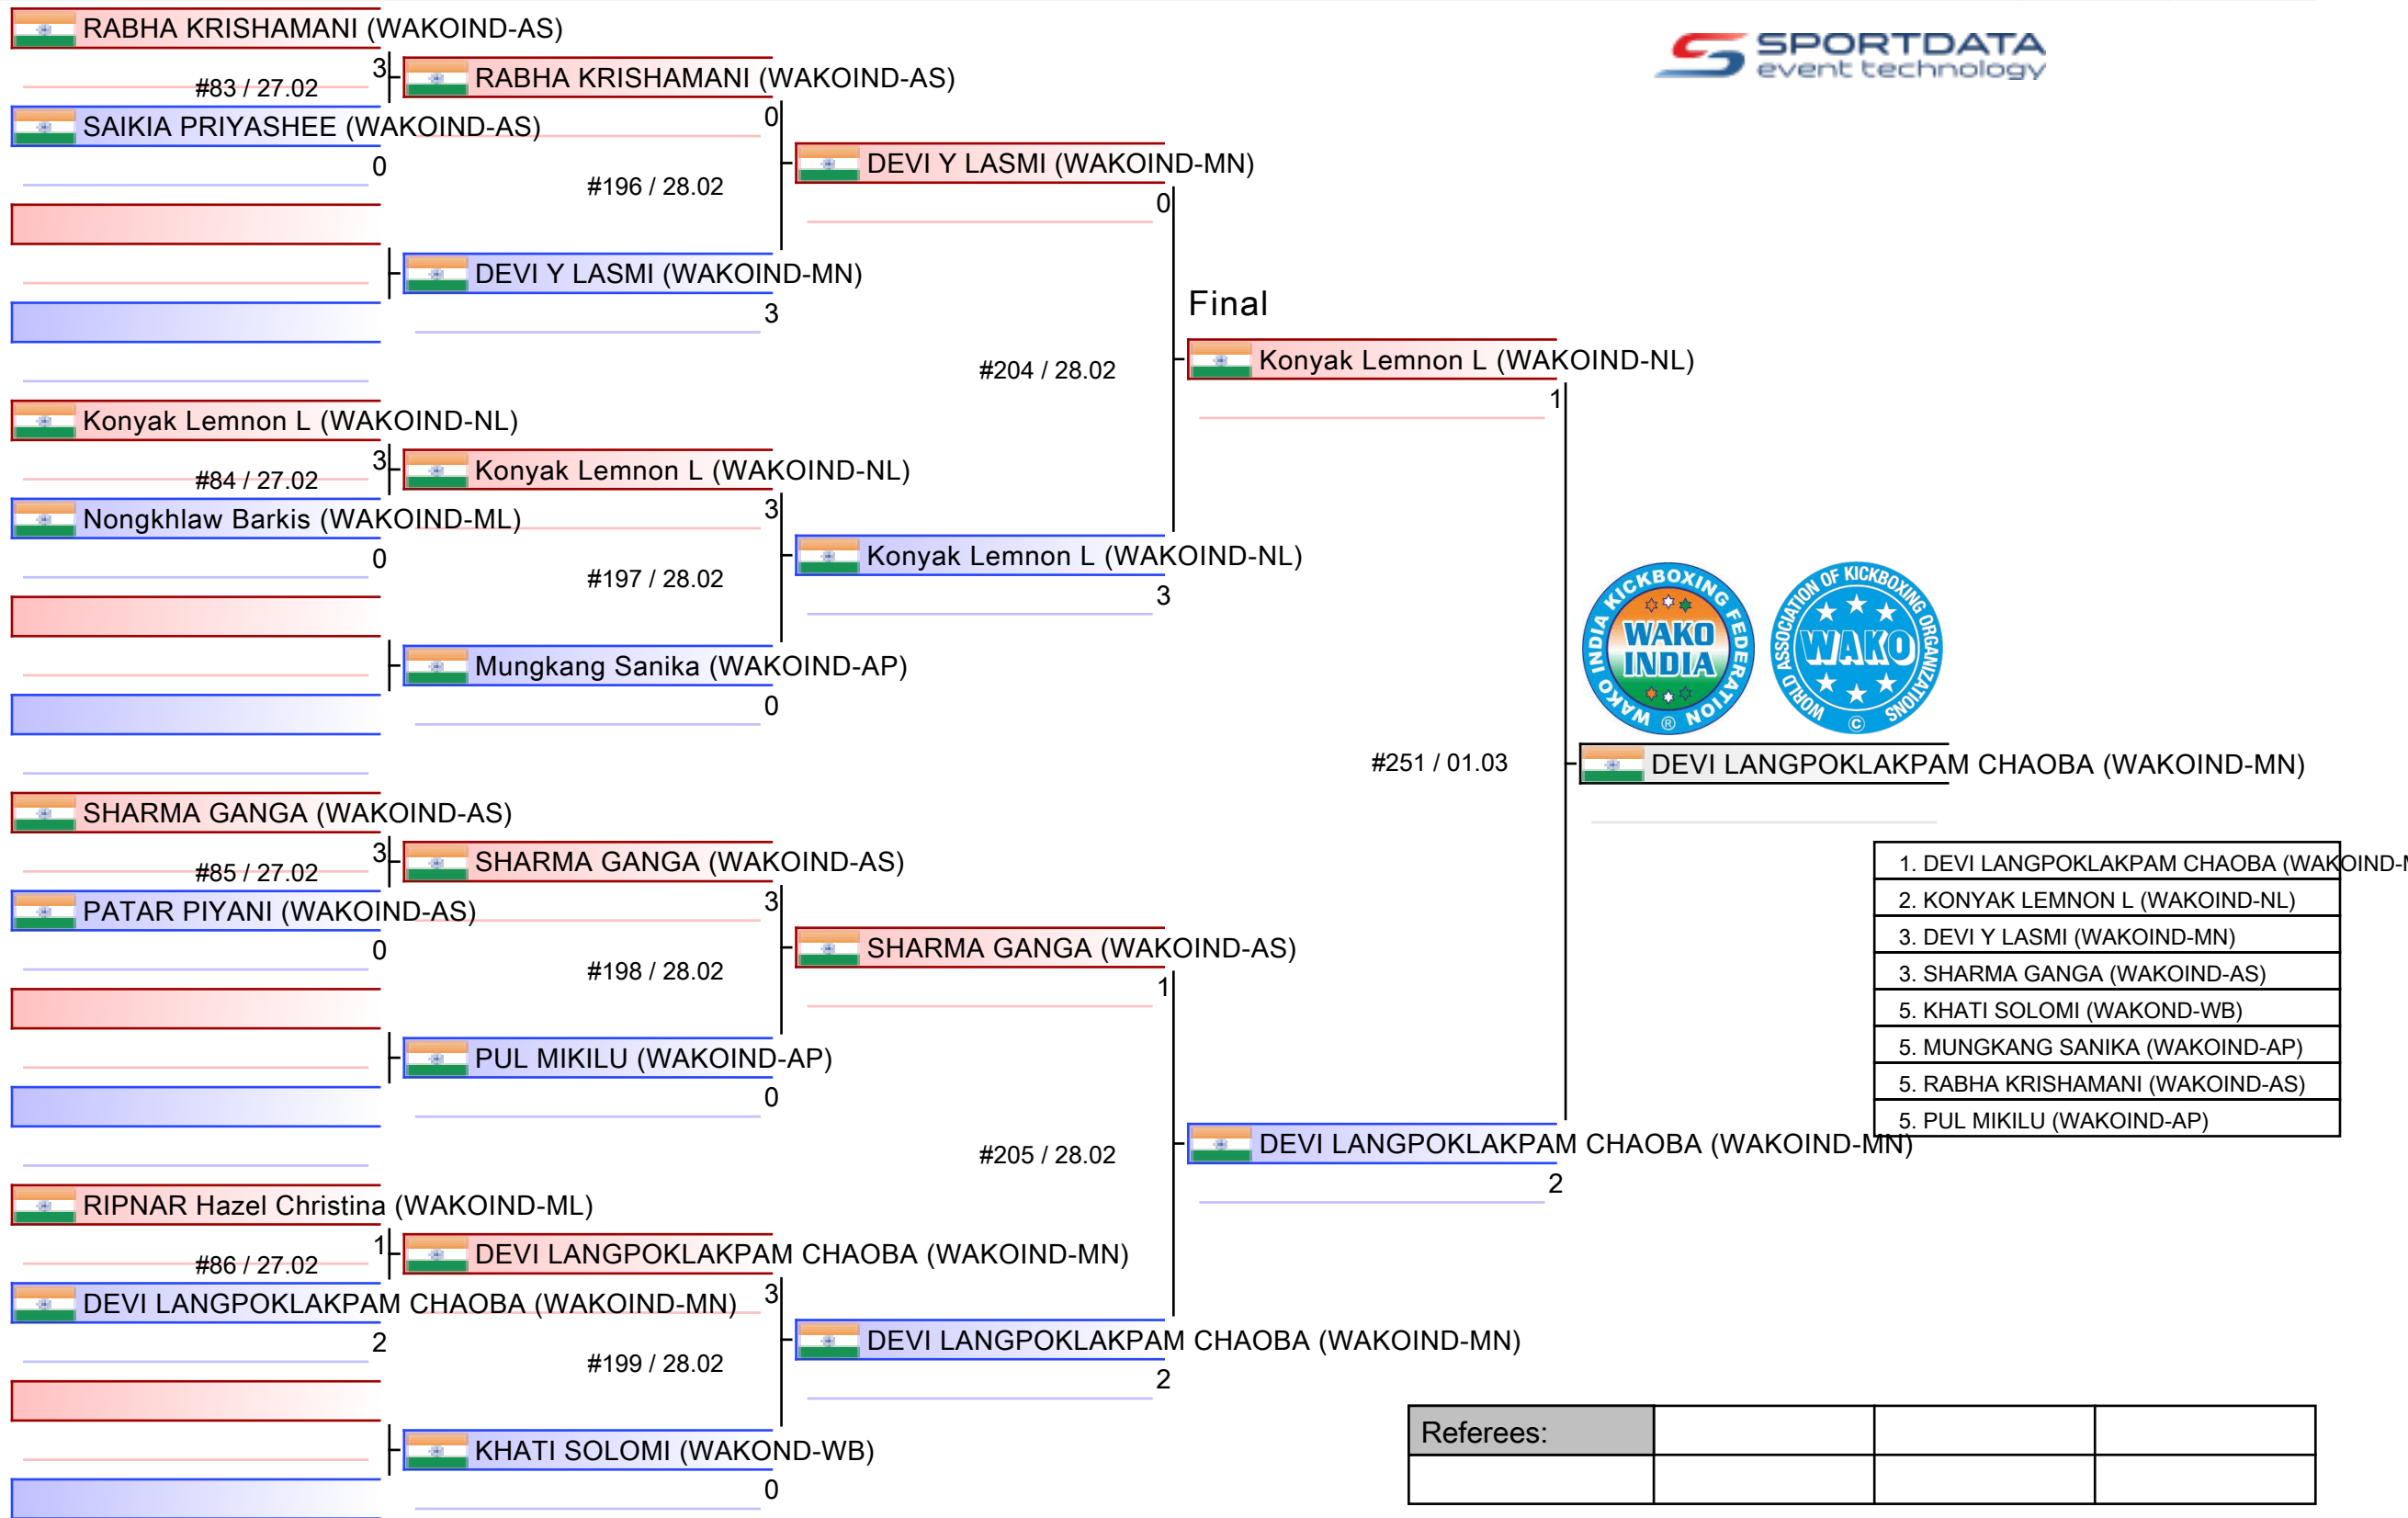 SPORTDATA
event technology
RABHA KRISHAMANI (WAKOIND-AS)
3
#83 / 27.02
SAIKIA PRIYASHEE (WAKOIND-AS)
0
Konyak Lemnon L (WAKOIND-NL)
3
#84 / 27.02
Nongkhlaw Barkis (WAKOIND-ML)
0
SHARMA GANGA (WAKOIND-AS)
3
#85 / 27.02
PATAR PIYANI (WAKOIND-AS)
0
RIPNAR Hazel Christina (WAKOIND-ML)
1
#86 / 27.02
DEVI LANGPOKLAKPAM CHAOBA (WAKOIND-MN)
2
RABHA KRISHAMANI (WAKOIND-AS)
0
#196 / 28.02
DEVI Y LASMI (WAKOIND-MN)
3
Konyak Lemnon L (WAKOIND-NL)
3
#197 / 28.02
Mungkang Sanika (WAKOIND-AP)
0
SHARMA GANGA (WAKOIND-AS)
3
#198 / 28.02
PUL MIKILU (WAKOIND-AP)
0
DEVI LANGPOKLAKPAM CHAOBA (WAKOIND-MN)
3
#199 / 28.02
KHATI SOLOMI (WAKOND-WB)
0
DEVI Y LASMI (WAKOIND-MN)
0
#204 / 28.02
Konyak Lemnon L (WAKOIND-NL)
3
SHARMA GANGA (WAKOIND-AS)
1
#205 / 28.02
DEVI LANGPOKLAKPAM CHAOBA (WAKOIND-MN)
2
Final
Konyak Lemnon L (WAKOIND-NL)
1
#251 / 01.03
DEVI LANGPOKLAKPAM CHAOBA (WAKOIND-MN)
2
WAKO INDIA KICKBOXING FEDERATION
WAKO
INDIA
®
WORLD ASSOCIATION OF KICKBOXING ORGANIZATIONS
WAKO
©
DEVI LANGPOKLAKPAM CHAOBA (WAKOIND-MN)
1. DEVI LANGPOKLAKPAM CHAOBA (WAKOIND-
2. KONYAK LEMNON L (WAKOIND-NL)
3. DEVI Y LASMI (WAKOIND-MN)
3. SHARMA GANGA (WAKOIND-AS)
5. KHATI SOLOMI (WAKOND-WB)
5. MUNGKANG SANIKA (WAKOIND-AP)
5. RABHA KRISHAMANI (WAKOIND-AS)
5. PUL MIKILU (WAKOIND-AP)
Referees: